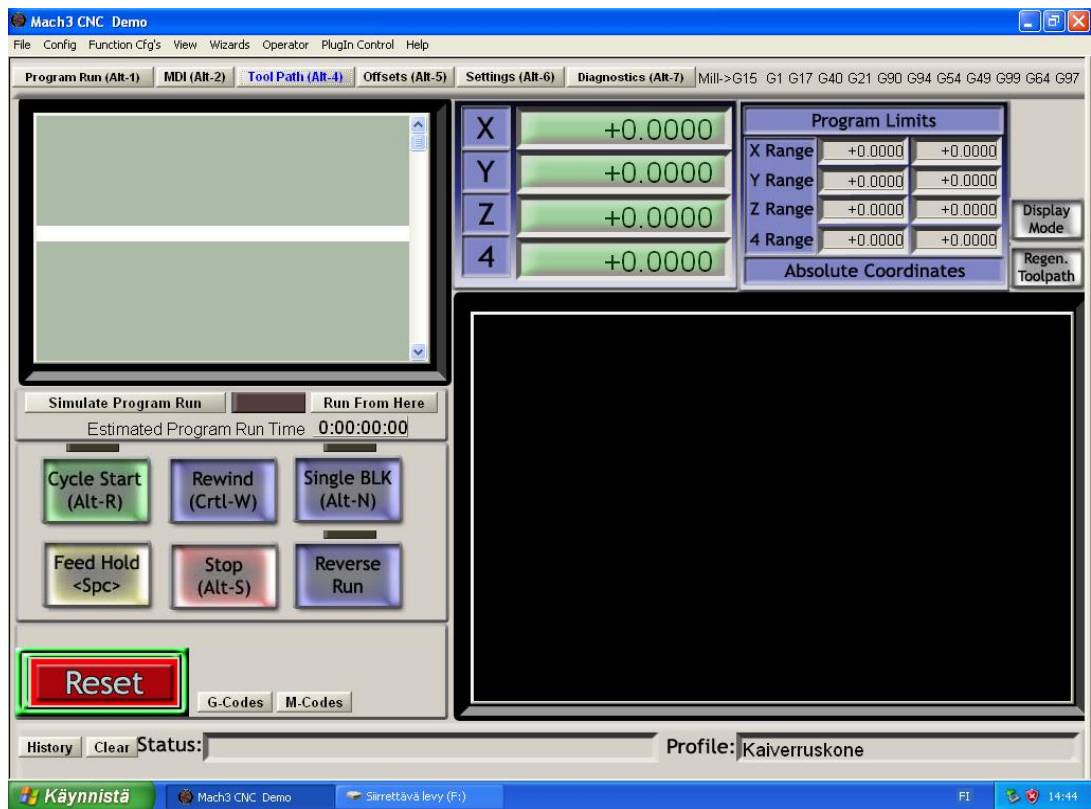 Mach3 CNC Demo
File Config Function Cfg's View Wizards Operator PlugIn Control Help
Program Run (Alt-1) MDI (Alt-2) Tool Path (Alt-4) Offsets (Alt-5) Settings (Alt-6) Diagnostics (Alt-7) Mill->G15 G1 G17 G40 G21 G90 G94 G54 G49 G99 G64 G97
X +0.0000
Y +0.0000
Z +0.0000
4 +0.0000
Program Limits
X Range +0.0000 +0.0000
Y Range +0.0000 +0.0000
Z Range +0.0000 +0.0000
4 Range +0.0000 +0.0000
Absolute Coordinates
Display
Mode
Regen.
Toolpath
Simulate Program Run Run From Here
Estimated Program Run Time 0:00:00:00
Cycle Start
(Alt-R)
Rewind
(Crtl-W)
Single BLK
(Alt-N)
Feed Hold
<Spc>
Stop
(Alt-S)
Reverse
Run
Reset
G-Codes M-Codes
History Clear Status: Profile: Kaiverruskone
Käynnistä Mach3 CNC Demo Siirrettävä levy (F:) FI 14:44